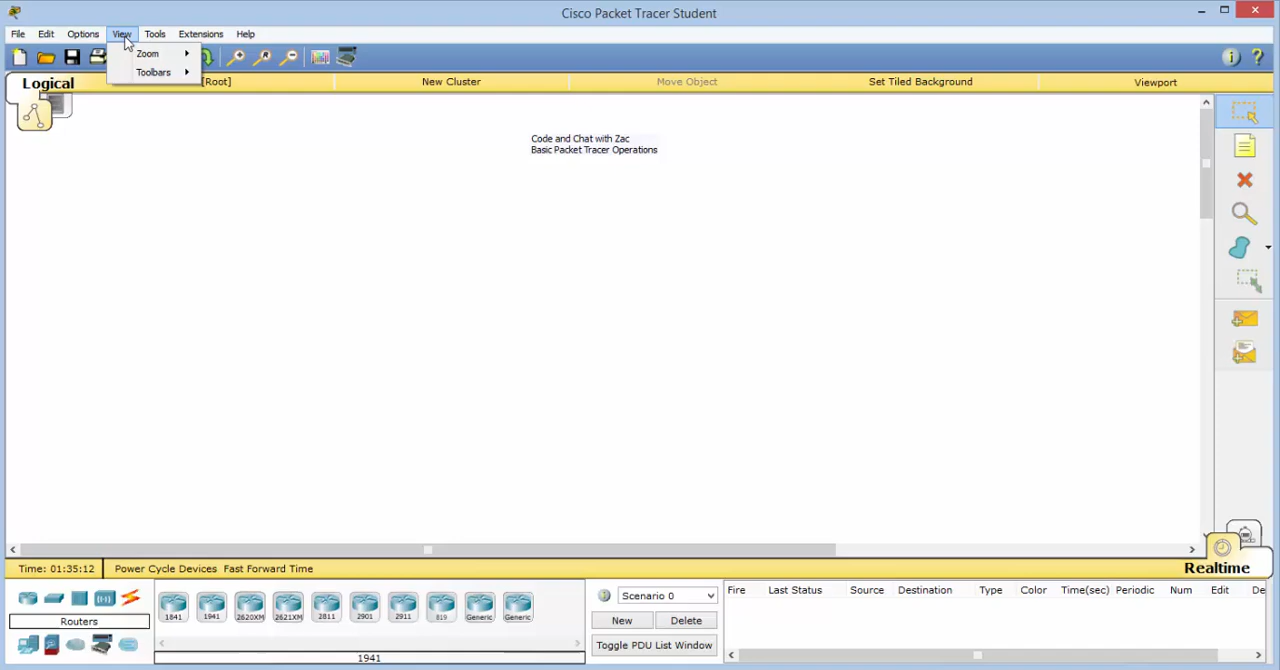 Cisco Packet Tracer Student
File Edit Options View Tools Extensions Help
Zoom
Toolbars
Logical [Root] New Cluster Move Object Set Tiled Background Viewport
Code and Chat with Zac
Basic Packet Tracer Operations
Time: 01:35:12 Power Cycle Devices Fast Forward Time Realtime
Routers
1841 1941 2620XM 2621XM 2811 2901 2911 819 Generic Generic
1941
Scenario 0
New Delete
Toggle PDU List Window
Fire Last Status Source Destination Type Color Time(sec) Periodic Num Edit De